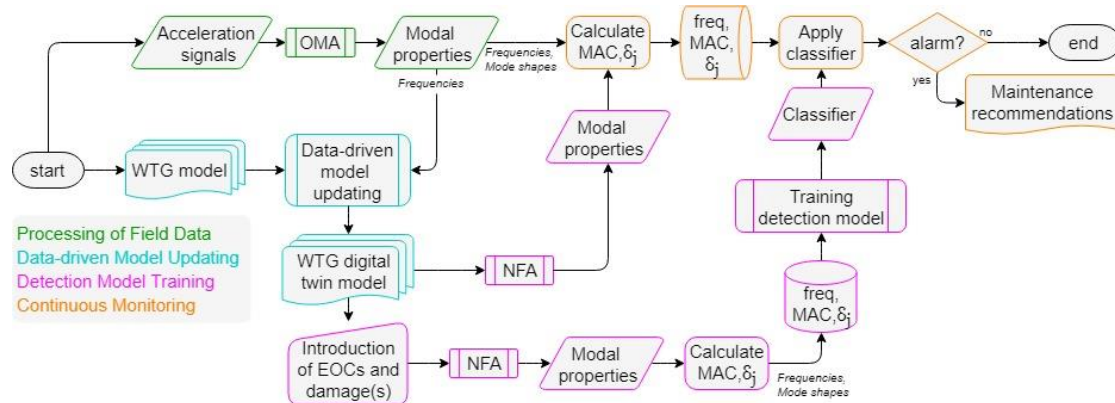 Acceleration
signals
OMA
Modal
properties
Frequencies,
Mode shapes
Frequencies
Calculate
MAC,δj
freq,
MAC,
δj
Apply
classifier
alarm?
no
end
yes
Maintenance
recommendations
Classifier
Modal
properties
start
WTG model
Data-driven
model
updating
Training
detection model
Processing of Field Data
Data-driven Model Updating
Detection Model Training
Continuous Monitoring
WTG digital
twin model
NFA
freq,
MAC,δj
Introduction
of EOCs and
damage(s)
NFA
Modal
properties
Calculate
MAC,δj
Frequencies,
Mode shapes